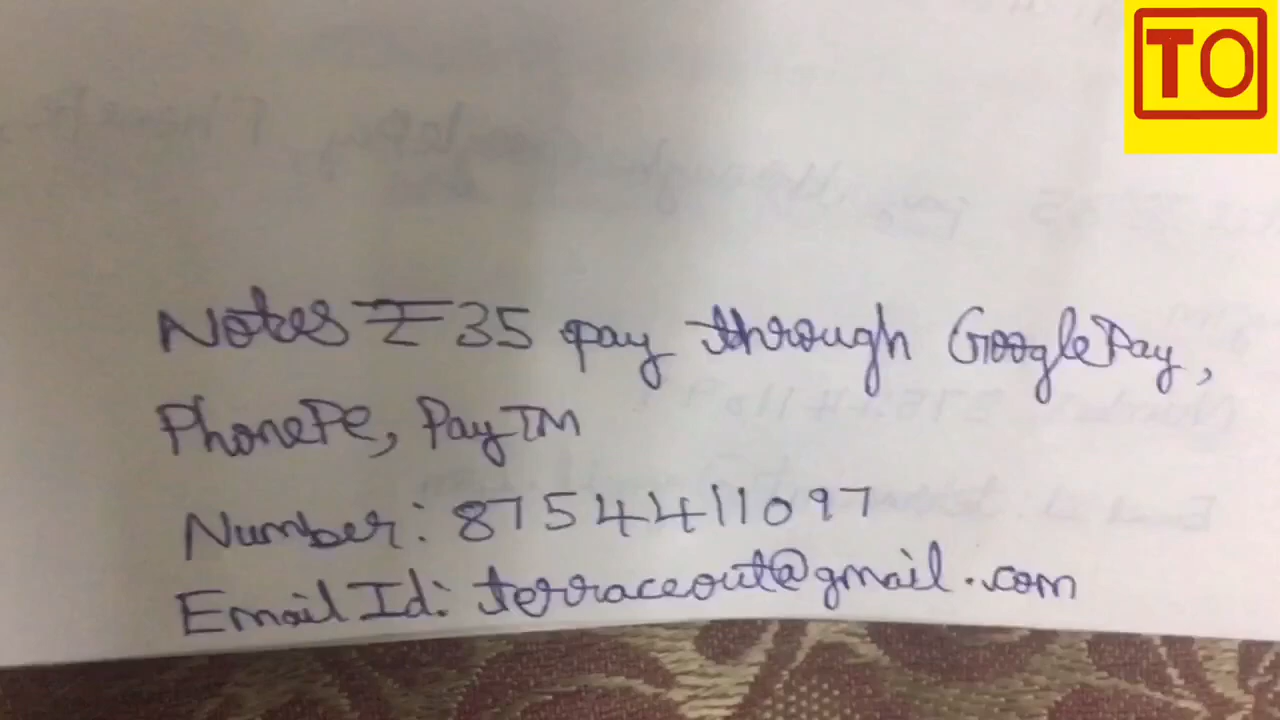 TO
Notes ₹ 35 pay through GooglePay,
PhonePe, PayTM
Number: 8754411097
Email Id: terraceout@gmail.com